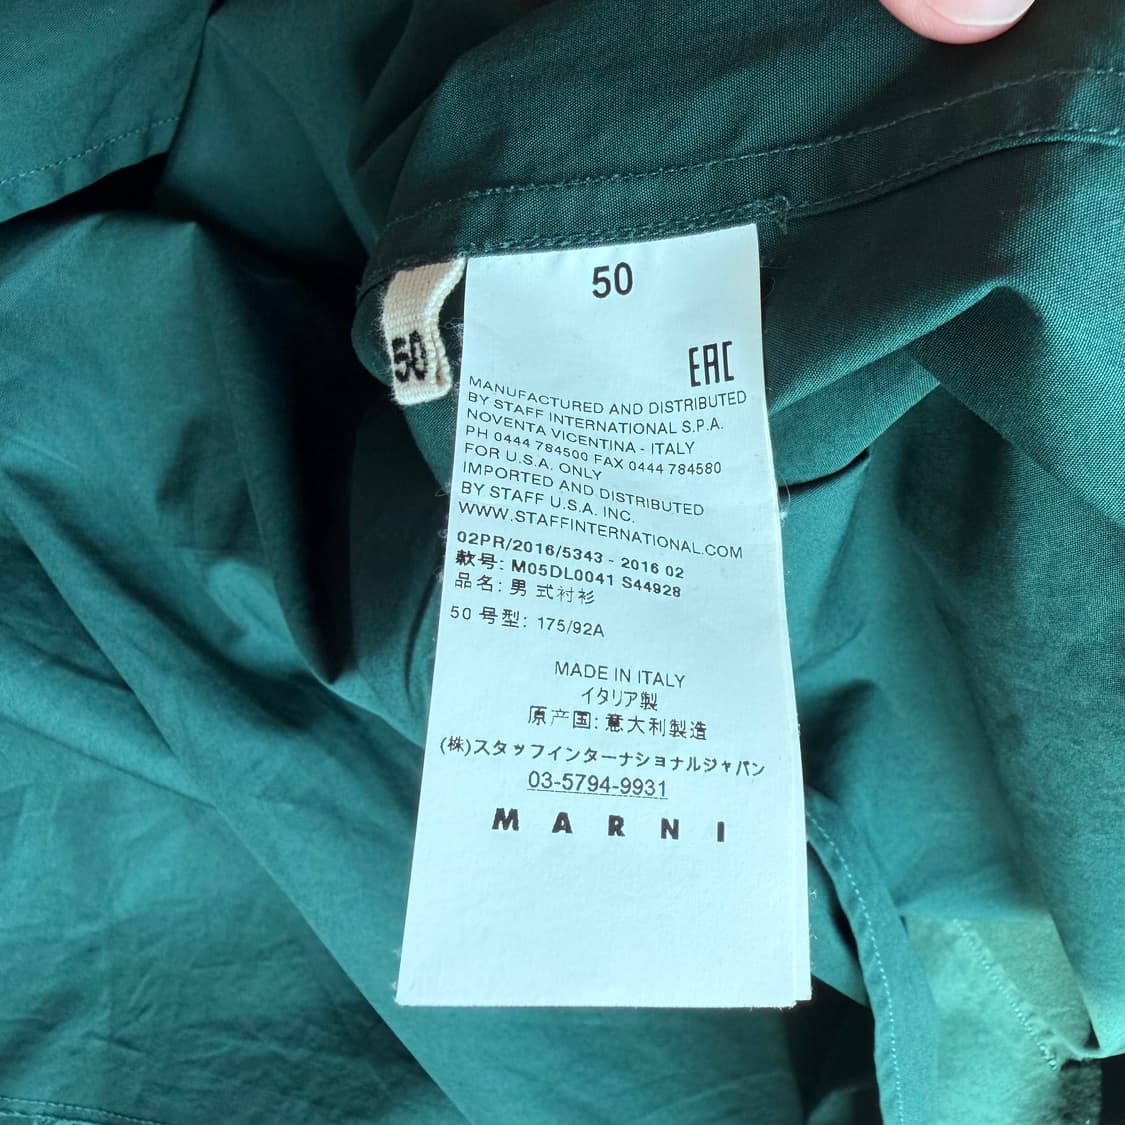 50
50
EAC
MANUFACTURED AND DISTRIBUTED
BY STAFF INTERNATIONAL S.P.A.
NOVENTA VICENTINA - ITALY
PH 0444 784500 FAX 0444 784580
FOR U.S.A. ONLY
IMPORTED AND DISTRIBUTED
BY STAFF U.S.A. INC.
WWW.STAFFINTERNATIONAL.COM
02PR/2016/5343 - 2016 02
款号: M05DL0041 S44928
品名: 男 式衬衫
50 号型: 175/92A
MADE IN ITALY
イタリア製
原产国: 意大利製造
(株)スタッフインターナショナルジャパン
03-5794-9931
MARNI